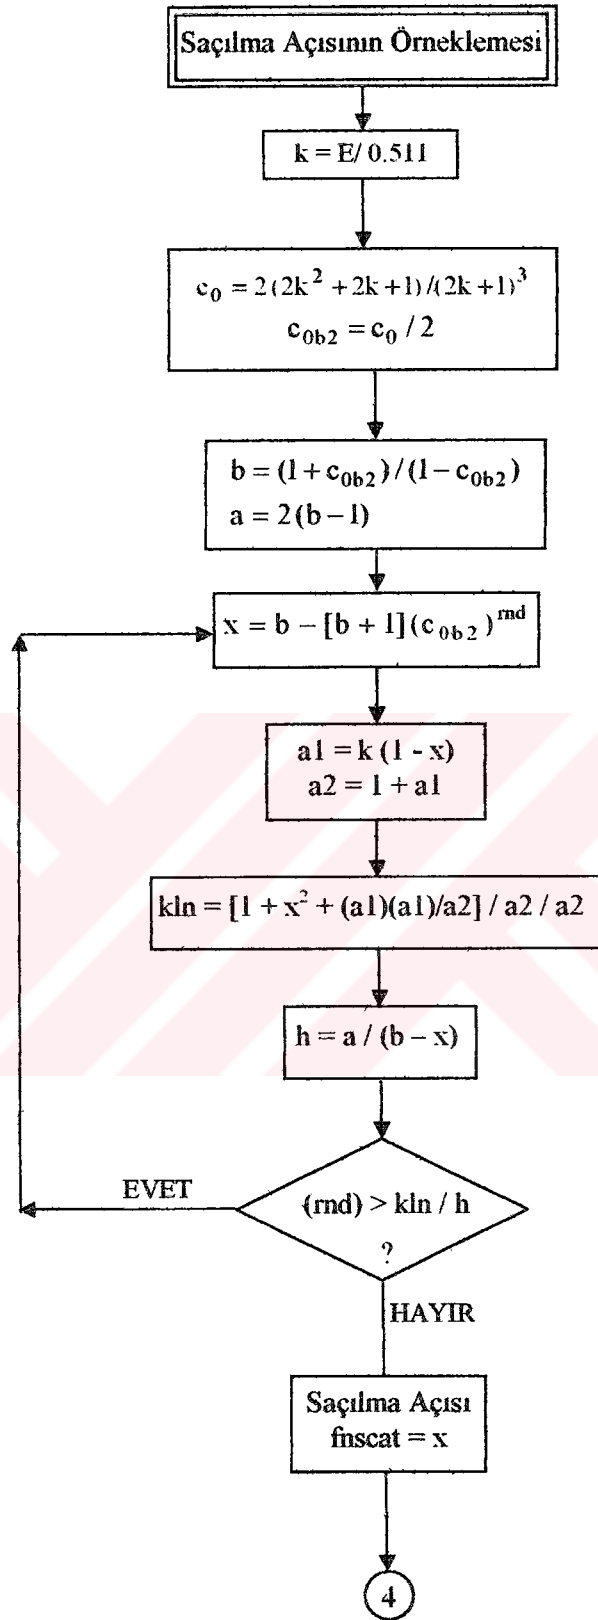 Saçılma Açısının Örneklemesi
k = E/ 0.511
c₀ = 2(2k² + 2k + 1)/(2k + 1)³
c₀b₂ = c₀ / 2
b = (1 + c₀b₂)/(1 − c₀b₂)
a = 2(b − 1)
x = b − [b + 1](c₀b₂)^rnd
a1 = k (1 - x)
a2 = 1 + a1
kln = [1 + x² + (a1)(a1)/a2] / a2 / a2
h = a / (b − x)
EVET
(rnd) > kln / h
?
HAYIR
Saçılma Açısı
fnscat = x
4